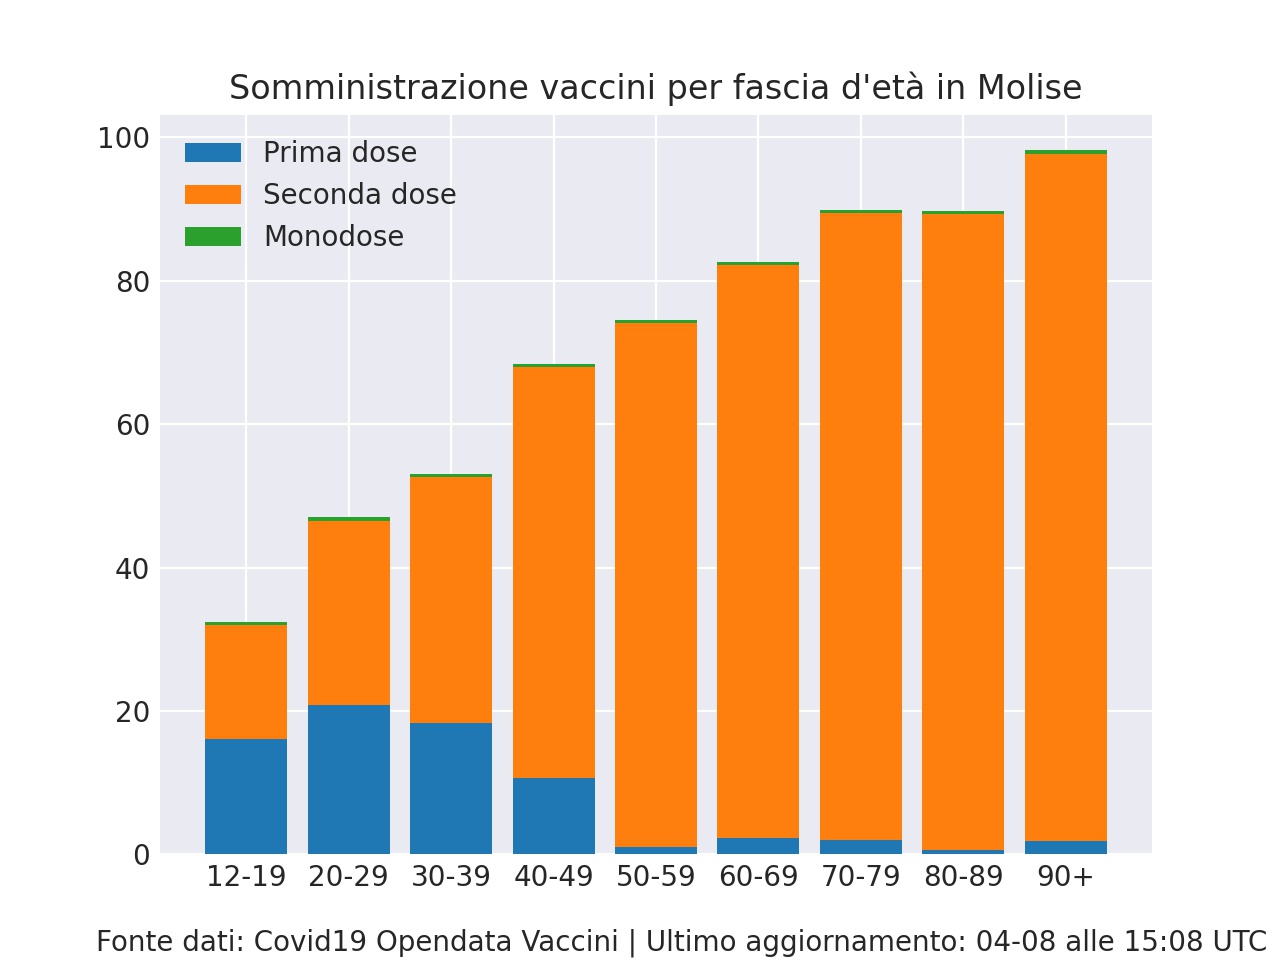 Somministrazione vaccini per fascia d'età in Molise
100
80
60
40
20
0
Prima dose
Seconda dose
Monodose
12-19 20-29 30-39 40-49 50-59 60-69 70-79 80-89 90+
Fonte dati: Covid19 Opendata Vaccini | Ultimo aggiornamento: 04-08 alle 15:08 UTC